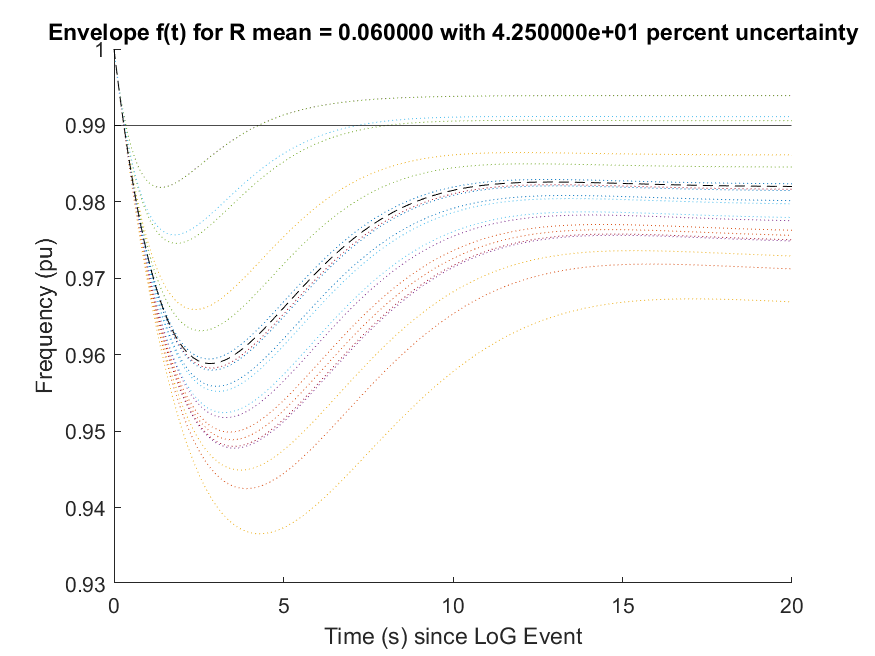 Envelope f(t) for R mean = 0.060000 with 4.250000e+01 percent uncertainty
1
0.99
0.98
0.97
0.96
0.95
0.94
0.93
Frequency (pu)
0 5 10 15 20
Time (s) since LoG Event